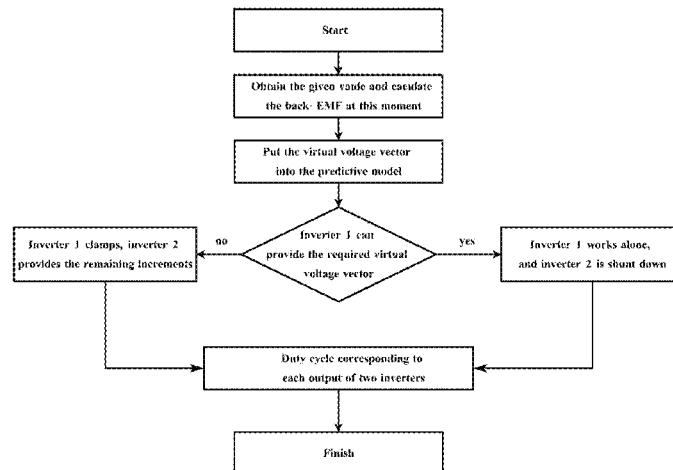 Start
Obtain the given value and caculate
the back- EMF at this moment
Put the virtual voltage vector
into the predictive model
Inverter 1 can
provide the required virtual
voltage vector
no
yes
Inverter 1 clamps, inverter 2
provides the remaining increments
Inverter 1 works alone,
and inverter 2 is shunt down
Duty cycle corresponding to
each output of two inverters
Finish